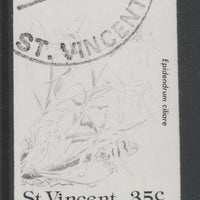 ST. VINCENT
Epidendrum ciliare
St Vincent 35c